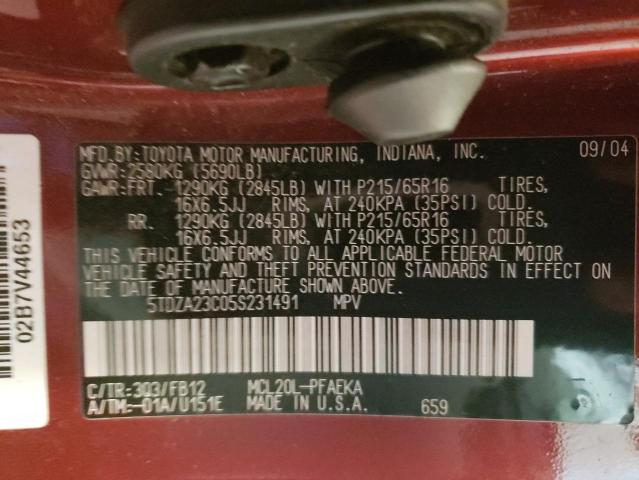 MFD.BY:TOYOTA MOTOR MANUFACTURING, INDIANA, INC. 09/04
GVWR:2580KG (5690LB)
GAWR:FRT. 1290KG (2845LB) WITH P215/65R16 TIRES,
16X6.5JJ RIMS, AT 240KPA (35PSI) COLD.
RR. 1290KG (2845LB) WITH P215/65R16 TIRES,
16X6.5JJ RIMS, AT 240KPA (35PSI) COLD.
THIS VEHICLE CONFORMS TO ALL APPLICABLE FEDERAL MOTOR
VEHICLE SAFETY AND THEFT PREVENTION STANDARDS IN EFFECT ON
THE DATE OF MANUFACTURE SHOWN ABOVE.
5TDZA23C05S231491 MPV
C/TR:3Q3/FB12 MCL20L-PFAEKA
A/TM:-01A/U151E MADE IN U.S.A. 659
02B7V44653